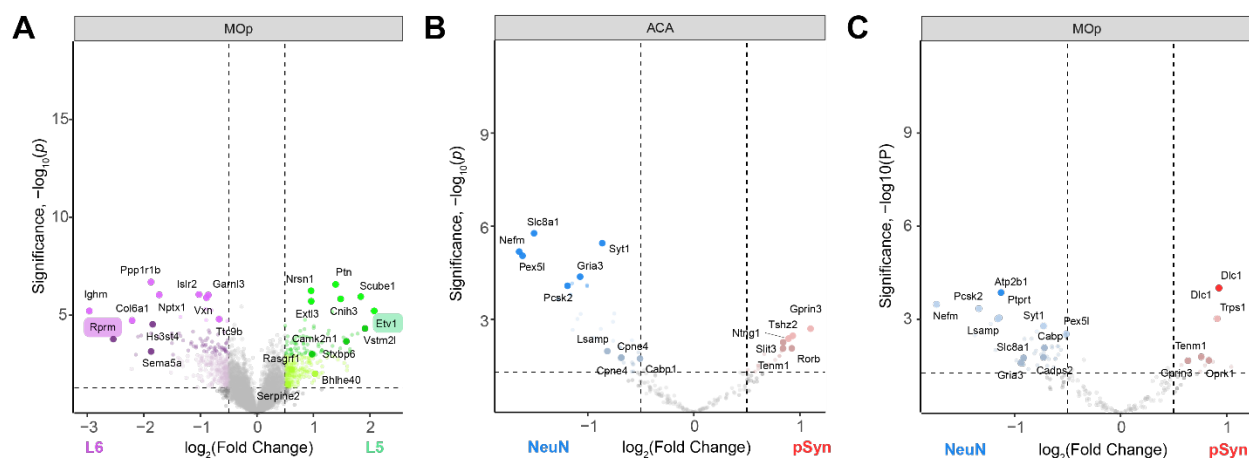 A
MOp
Significance, −log10(p)
15
10
5
Ppp1r1b
Islr2
Garnl3
Nrsn1
Ptn
Scube1
Ighm
Col6a1
Nptx1
Vxn
Extl3
Cnih3
Rprm
Hs3st4
Ttc9b
Camk2n1
Etv1
Vstm2l
Sema5a
Rasgrf1
Stxbp6
Bhlhe40
Serpine2
−3
−2
−1
0
1
2
L6
log2(Fold Change)
L5
B
ACA
Significance, −log10(p)
9
6
3
Slc8a1
Nefm
Syt1
Pex5l
Gria3
Pcsk2
Gprin3
Tshz2
Ntng1
Lsamp
Cpne4
Slit3
Rorb
Cpne4
Cabp1
Tenm1
−1
0
1
NeuN
log2(Fold Change)
pSyn
C
MOp
Significance, −log10(P)
9
6
3
Dlc1
Atp2b1
Pcsk2
Ptprt
Dlc1
Trps1
Nefm
Syt1
Pex5l
Lsamp
Cabp1
Slc8a1
Tenm1
Gria3
Cadps2
Gprin3
Oprk1
−1
0
1
NeuN
log2(Fold Change)
pSyn